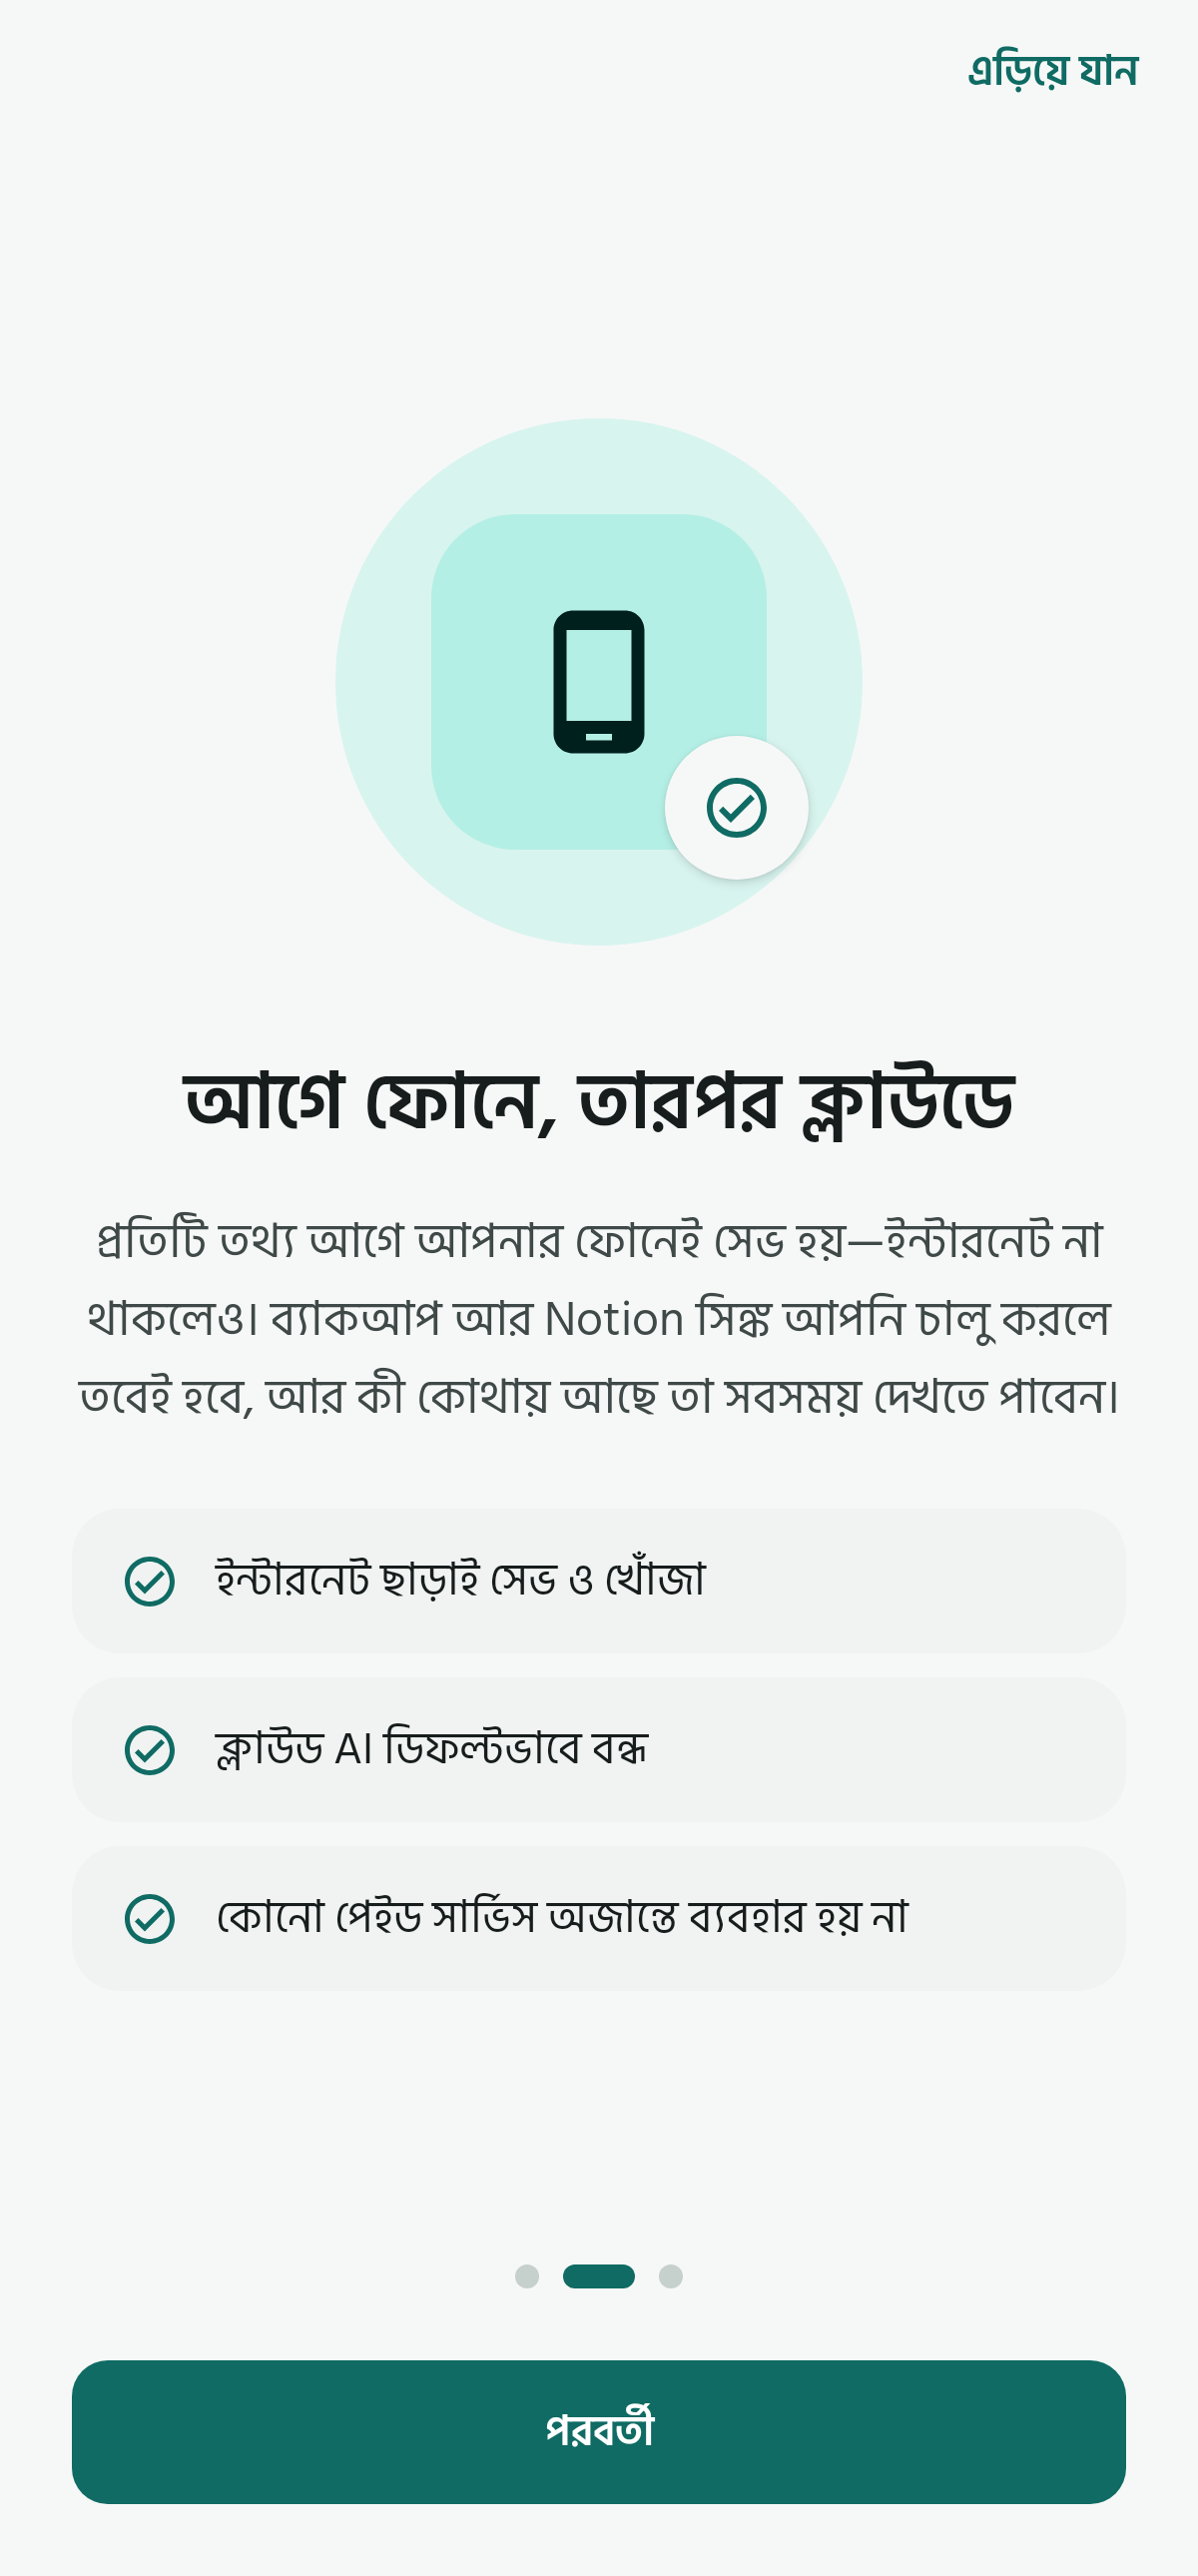 এড়িয়ে যান
আগে ফোনে, তারপর ক্লাউডে
প্রতিটি তথ্য আগে আপনার ফোনেই সেভ হয়—ইন্টারনেট না
থাকলেও। ব্যাকআপ আর Notion সিঙ্ক আপনি চালু করলে
তবেই হবে, আর কী কোথায় আছে তা সবসময় দেখতে পাবেন।
ইন্টারনেট ছাড়াই সেভ ও খোঁজা
ক্লাউড AI ডিফল্টভাবে বন্ধ
কোনো পেইড সার্ভিস অজান্তে ব্যবহার হয় না
পরবর্তী